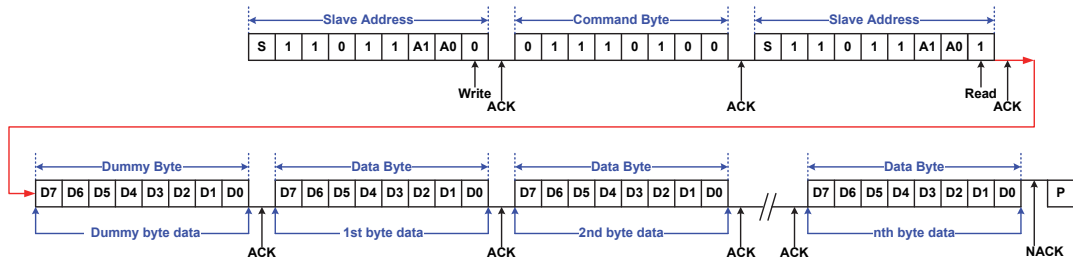 Slave Address Command Byte Slave Address
S 1 1 0 1 1 A1 A0 0 0 1 1 1 0 1 0 0 S 1 1 0 1 1 A1 A0 1
Write ACK ACK Read ACK
Dummy Byte Data Byte Data Byte Data Byte
D7 D6 D5 D4 D3 D2 D1 D0 D7 D6 D5 D4 D3 D2 D1 D0 D7 D6 D5 D4 D3 D2 D1 D0 // D7 D6 D5 D4 D3 D2 D1 D0 P
Dummy byte data 1st byte data 2nd byte data nth byte data
ACK ACK ACK ACK NACK